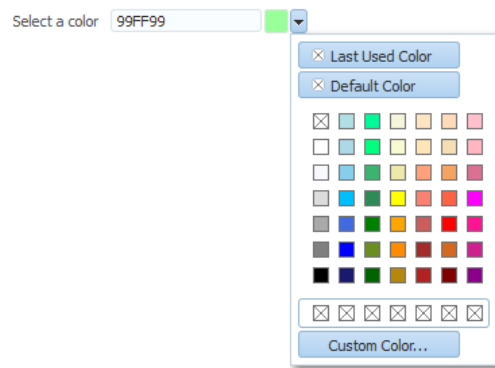 Select a color 99FF99
Last Used Color
Default Color
Custom Color...